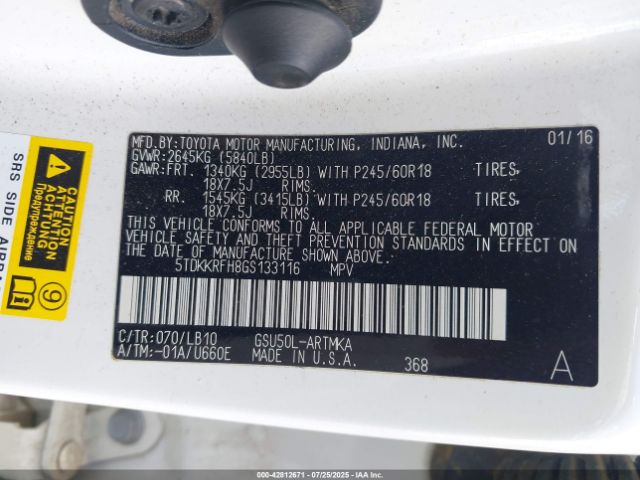 MFD.BY:TOYOTA MOTOR MANUFACTURING, INDIANA, INC. 01/16
GVWR:2645KG (5840LB)
GAWR:FRT. 1340KG (2955LB) WITH P245/60R18 TIRES,
18X7.5J RIMS.
RR. 1545KG (3415LB) WITH P245/60R18 TIRES,
18X7.5J RIMS.
THIS VEHICLE CONFORMS TO ALL APPLICABLE FEDERAL MOTOR
VEHICLE SAFETY AND THEFT PREVENTION STANDARDS IN EFFECT ON
THE DATE OF MANUFACTURE SHOWN ABOVE.
5TDKKRFH8GS133116 MPV
C/TR:070/LB10 GSU50L-ARTMKA
A/TM:-01A/U660E MADE IN U.S.A. 368 A
SRS SIDE AIRBA
CAUTION
ATTENTION
ACHTUNG
Предупреждение
9
000-42812671 - 07/25/2025 - IAAHQ